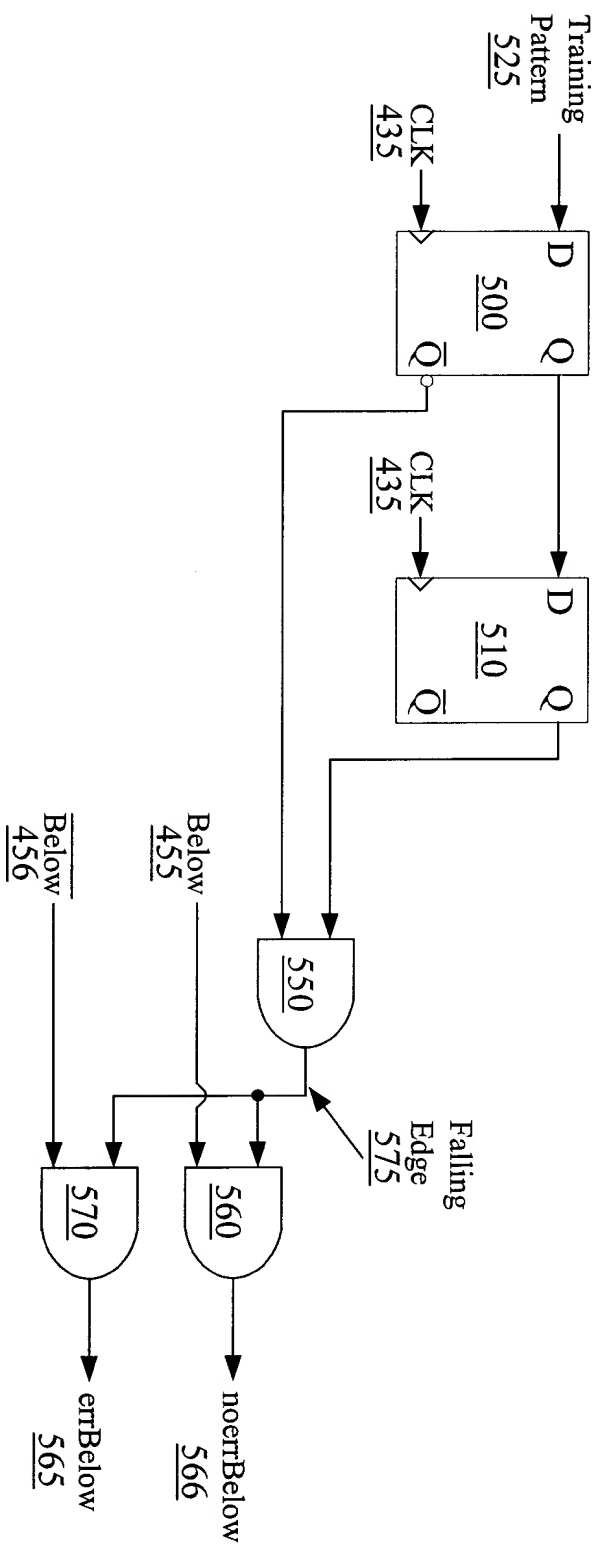 Training
Pattern
525
CLK
435
D
Q
500
Q̅
CLK
435
D
Q
510
Q̅
550
Falling
Edge
575
Below
455
B̅e̅l̅o̅w̅
456
560
570
noerrBelow
566
errBelow
565